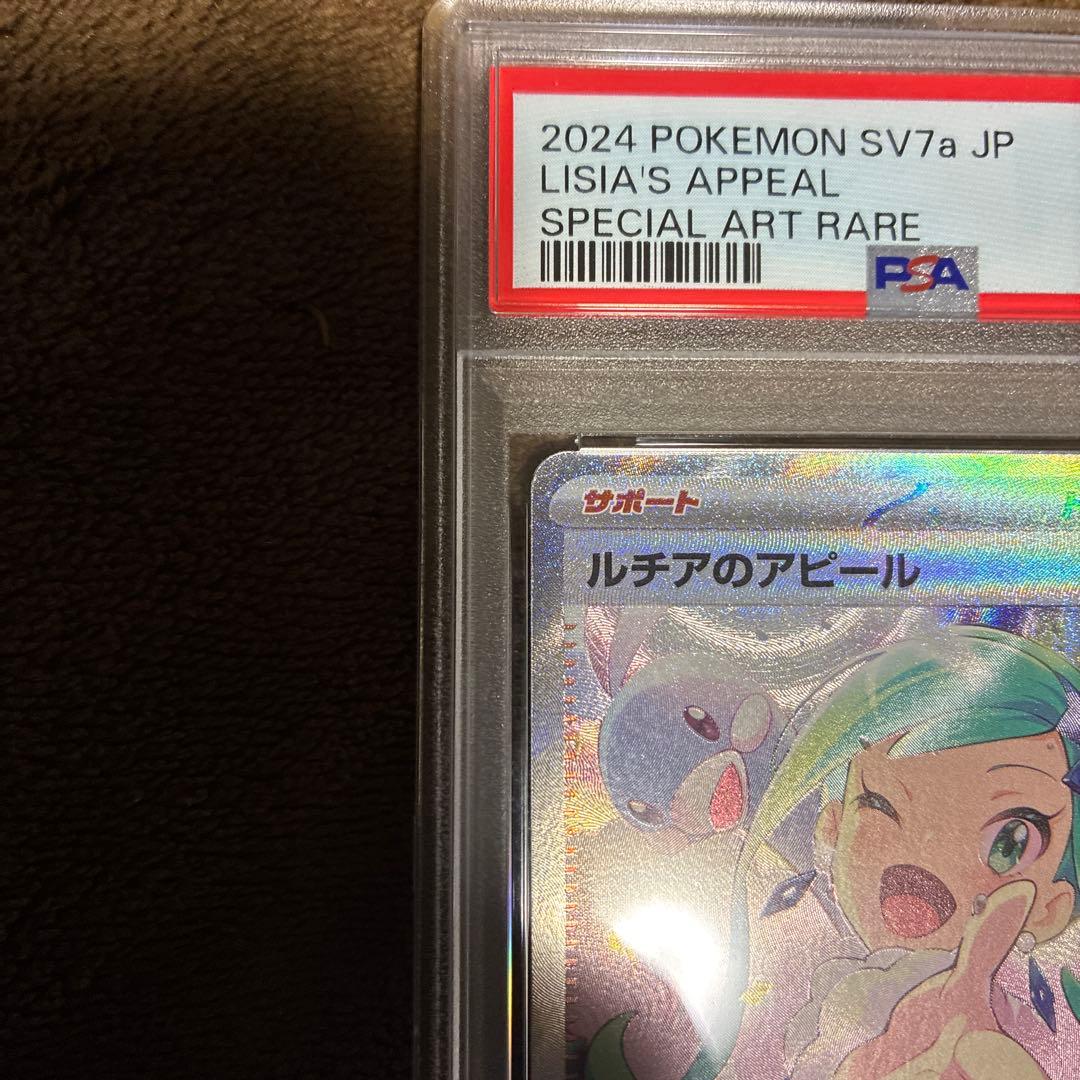 2024 POKEMON SV7a JP
LISIA'S APPEAL
SPECIAL ART RARE
PSA
サポート
ルチアのアピール